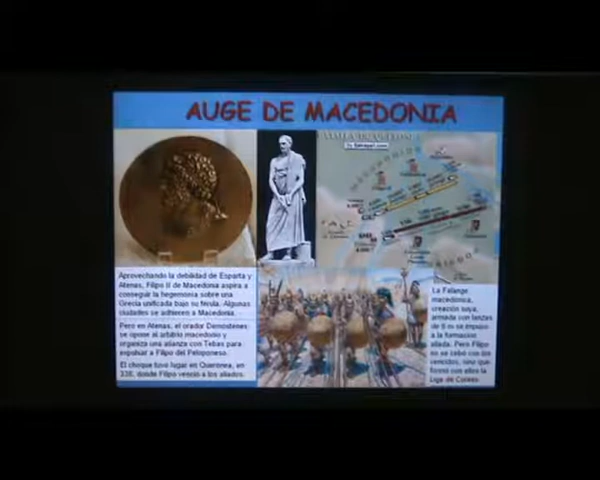 AUGE DE MACEDONIA
Aprovechando la debilidad de Esparta y
Atenas, Filipo II de Macedonia aspira a
conseguir la hegemonía sobre una
Grecia unificada bajo su férula. Algunas
ciudades se adhieren a Macedonia.
Pero en Atenas, el orador Demóstenes
se opone al arbitrio macedonio y
organiza una alianza con Tebas para
expulsar a Filipo del Peloponeso.
El choque tuvo lugar en Queronea, en
338, donde Filipo venció a los aliados.
La Falange
macedónica,
creación suya,
armada con lanzas
de 6 m se impuso
a la formación
aliada. Pero Filipo
no se cebó con los
vencidos, sino que
formó con ellos la
Liga de Corinto